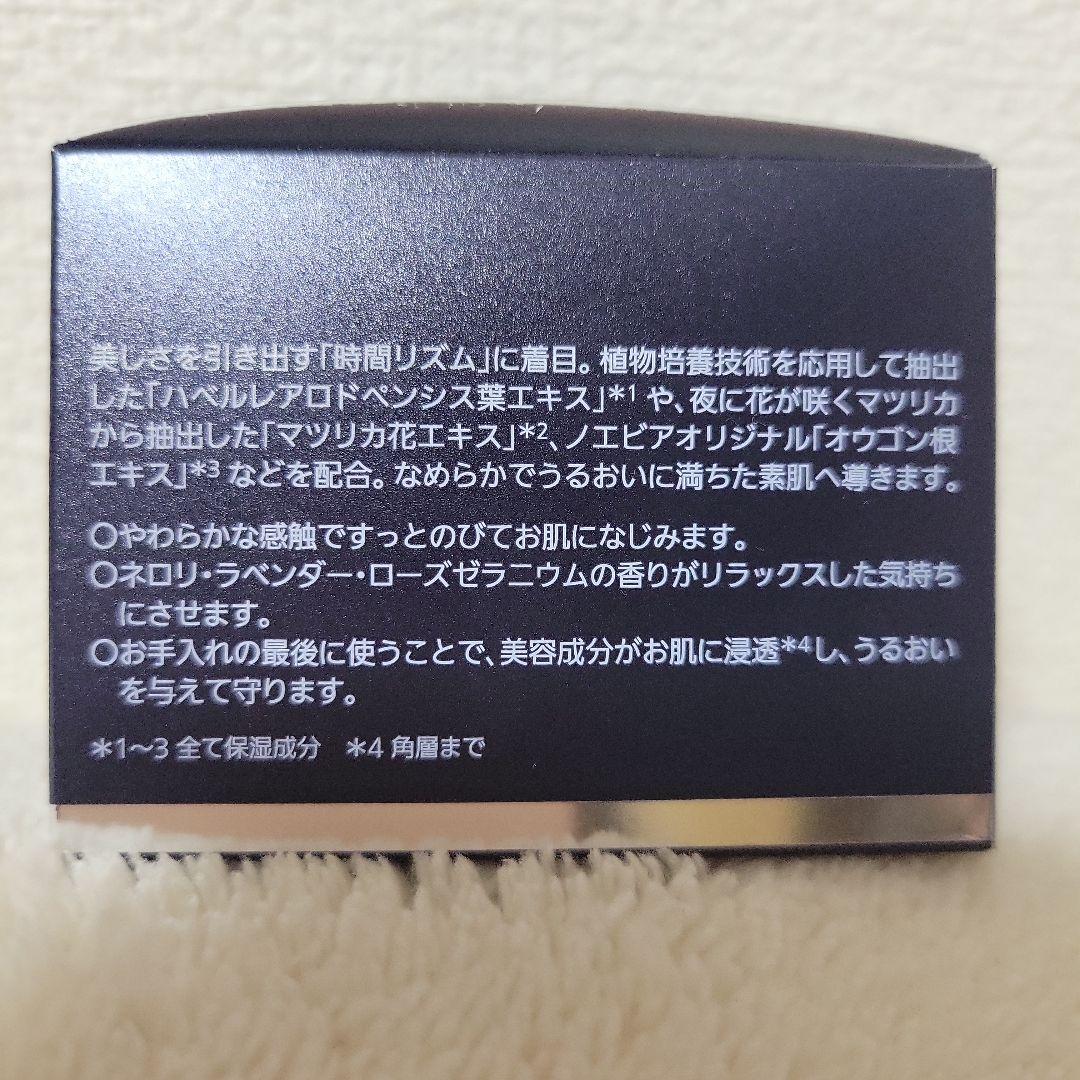 美しさを引き出す「時間リズム」に着目。植物培養技術を応用して抽出
した「ハベルレアロドペンシス葉エキス」*1 や、夜に花が咲くマツリカ
から抽出した「マツリカ花エキス」*2、ノエビアオリジナル「オウゴン根
エキス」*3 などを配合。なめらかでうるおいに満ちた素肌へ導きます。
○やわらかな感触ですっとのびてお肌になじみます。
○ネロリ・ラベンダー・ローズゼラニウムの香りがリラックスした気持ち
にさせます。
○お手入れの最後に使うことで、美容成分がお肌に浸透*4し、うるおい
を与えて守ります。
*1〜3 全て保湿成分　*4 角層まで